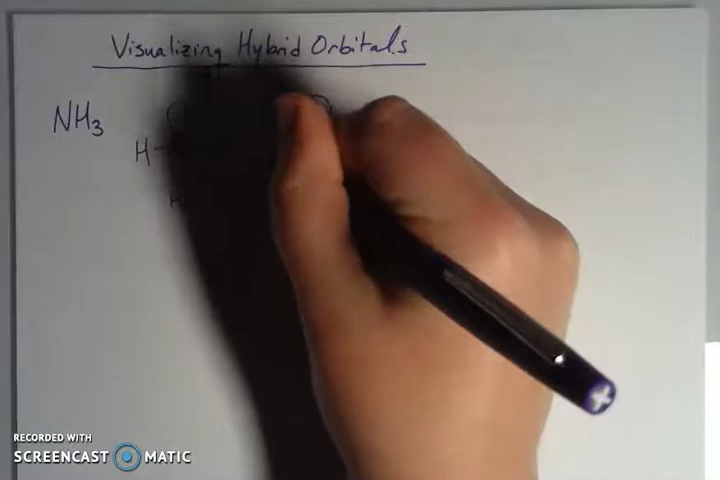 Visualizing Hybrid Orbitals
NH3
H
H
RECORDED WITH
SCREENCAST MATIC